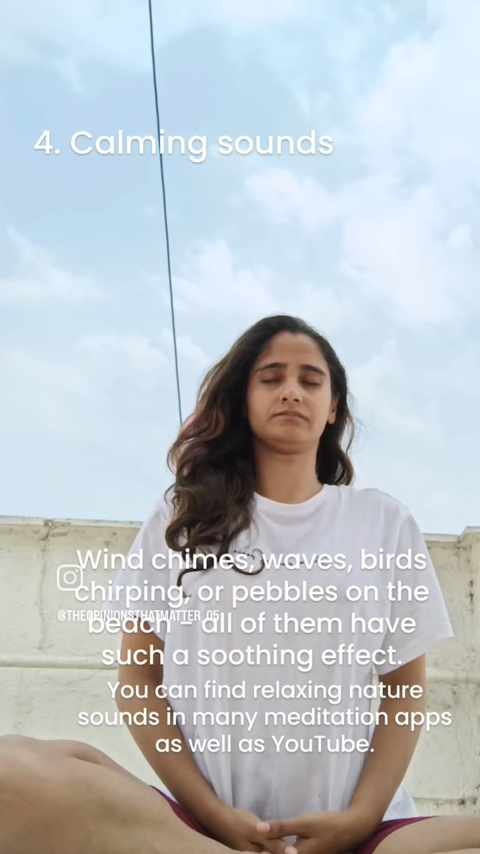 4. Calming sounds
Wind chimes, waves, birds
chirping, or pebbles on the
beach - all of them have
such a soothing effect.
@THEOPINIONSTHATMATTER_05
You can find relaxing nature
sounds in many meditation apps
as well as YouTube.